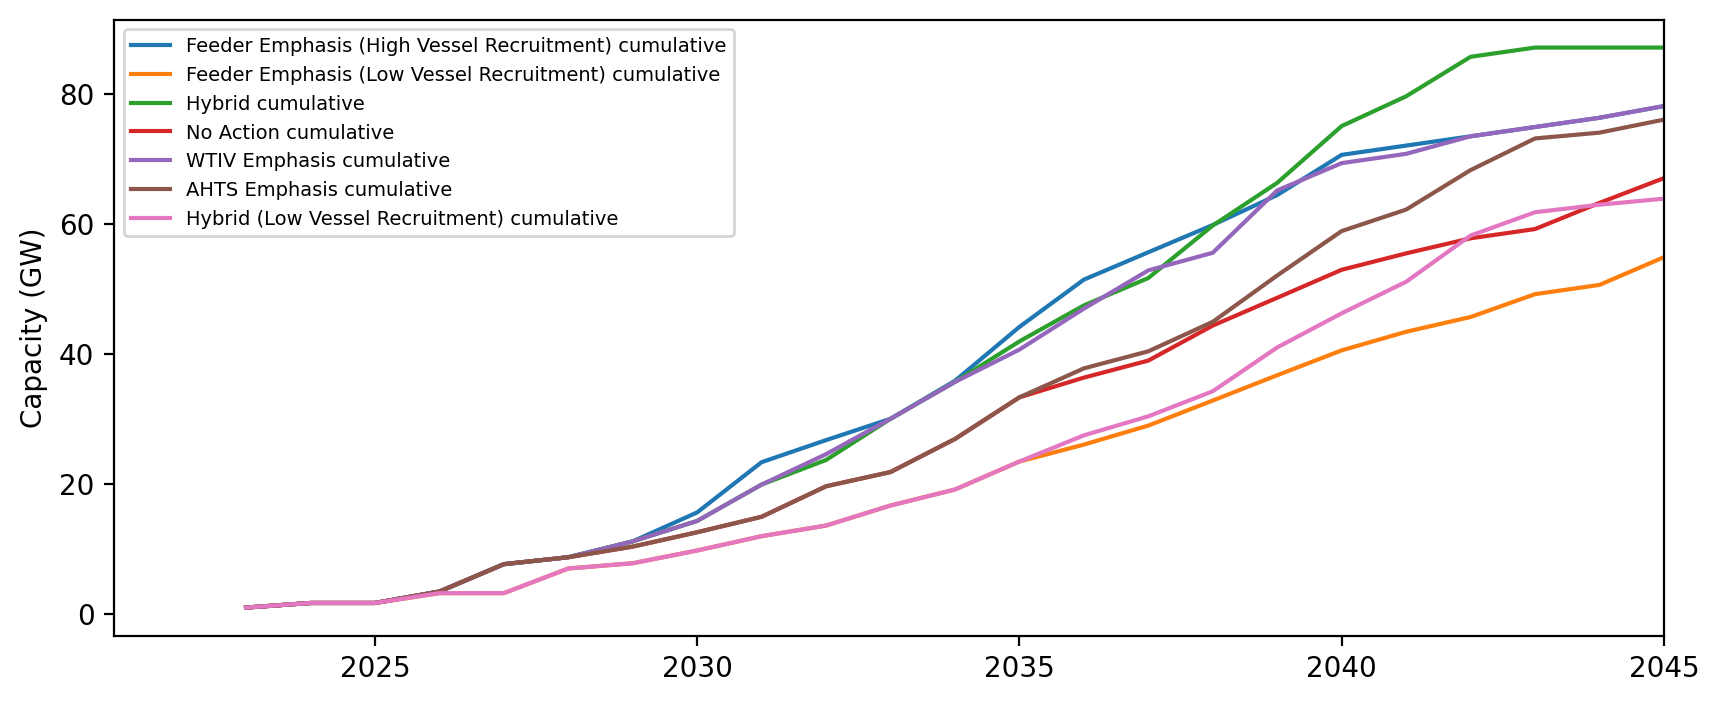 Feeder Emphasis (High Vessel Recruitment) cumulative
Feeder Emphasis (Low Vessel Recruitment) cumulative
Hybrid cumulative
No Action cumulative
WTIV Emphasis cumulative
AHTS Emphasis cumulative
Hybrid (Low Vessel Recruitment) cumulative
Capacity (GW)
80
60
40
20
0
2025 2030 2035 2040 2045